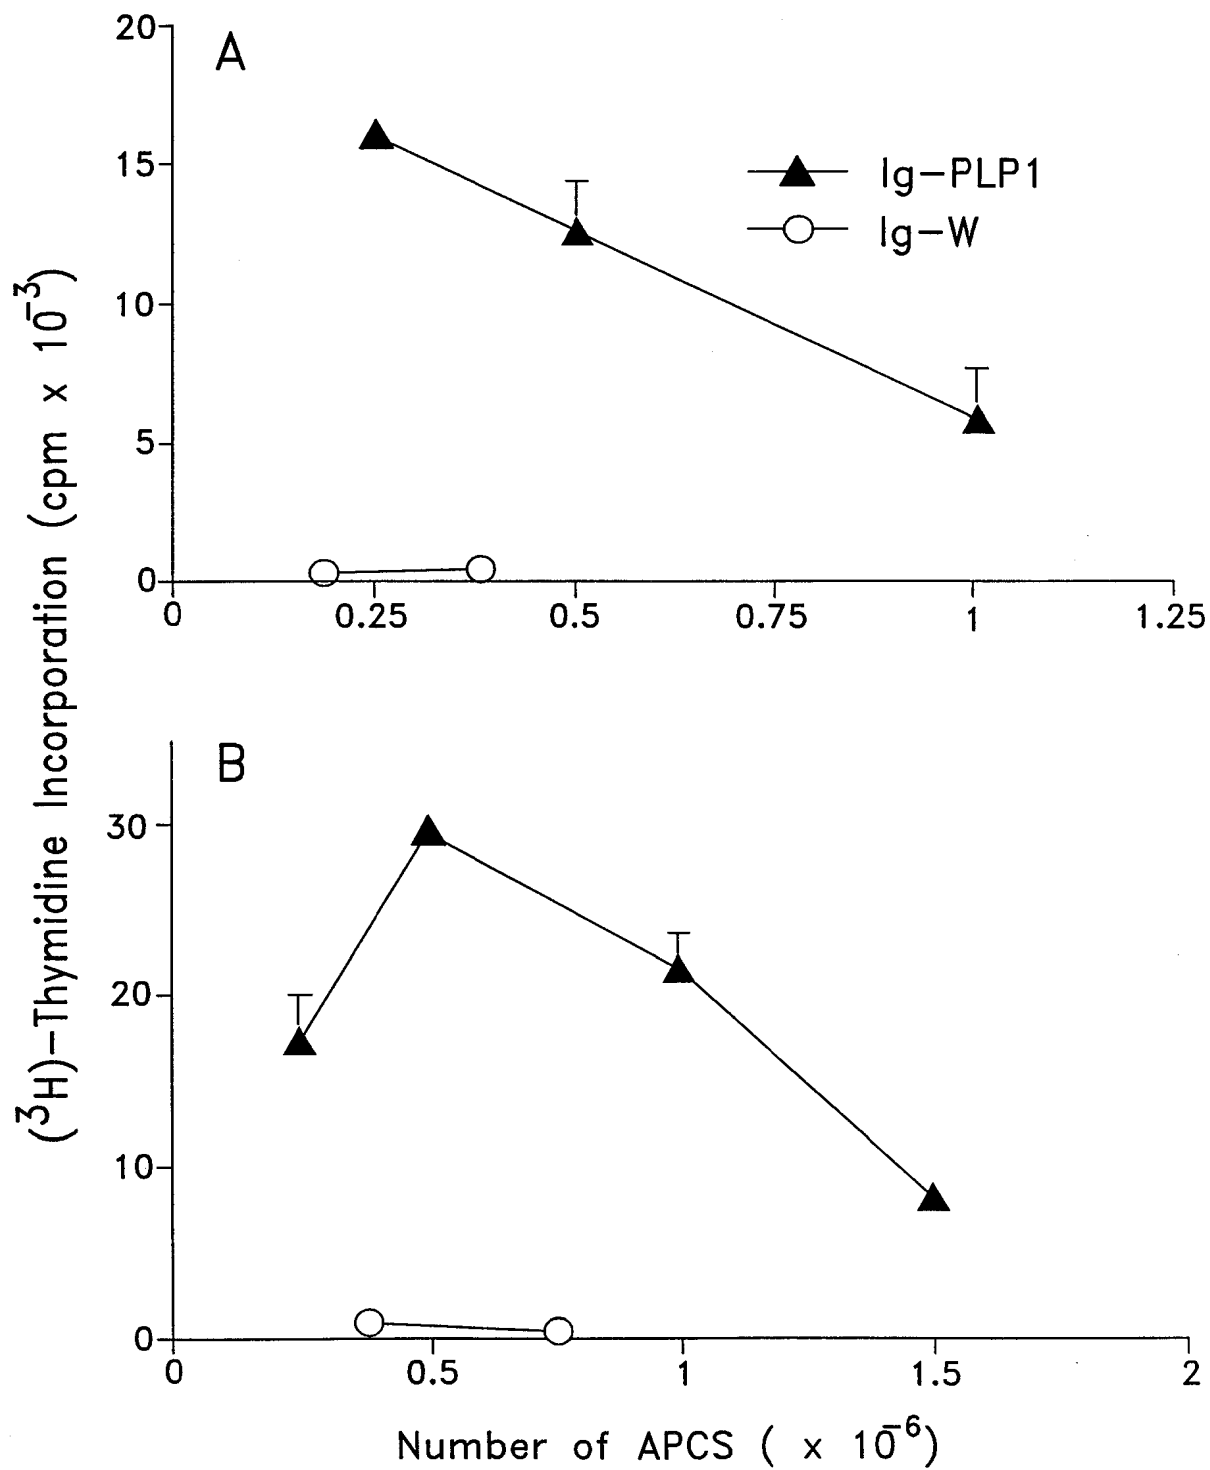 20
A
15
10
5
0
Ig-PLP1
Ig-W
0 0.25 0.5 0.75 1 1.25
(³H)-Thymidine Incorporation (cpm x 10⁻³)
B
30
20
10
0
0 0.5 1 1.5 2
Number of APCS ( x 10⁻⁶)